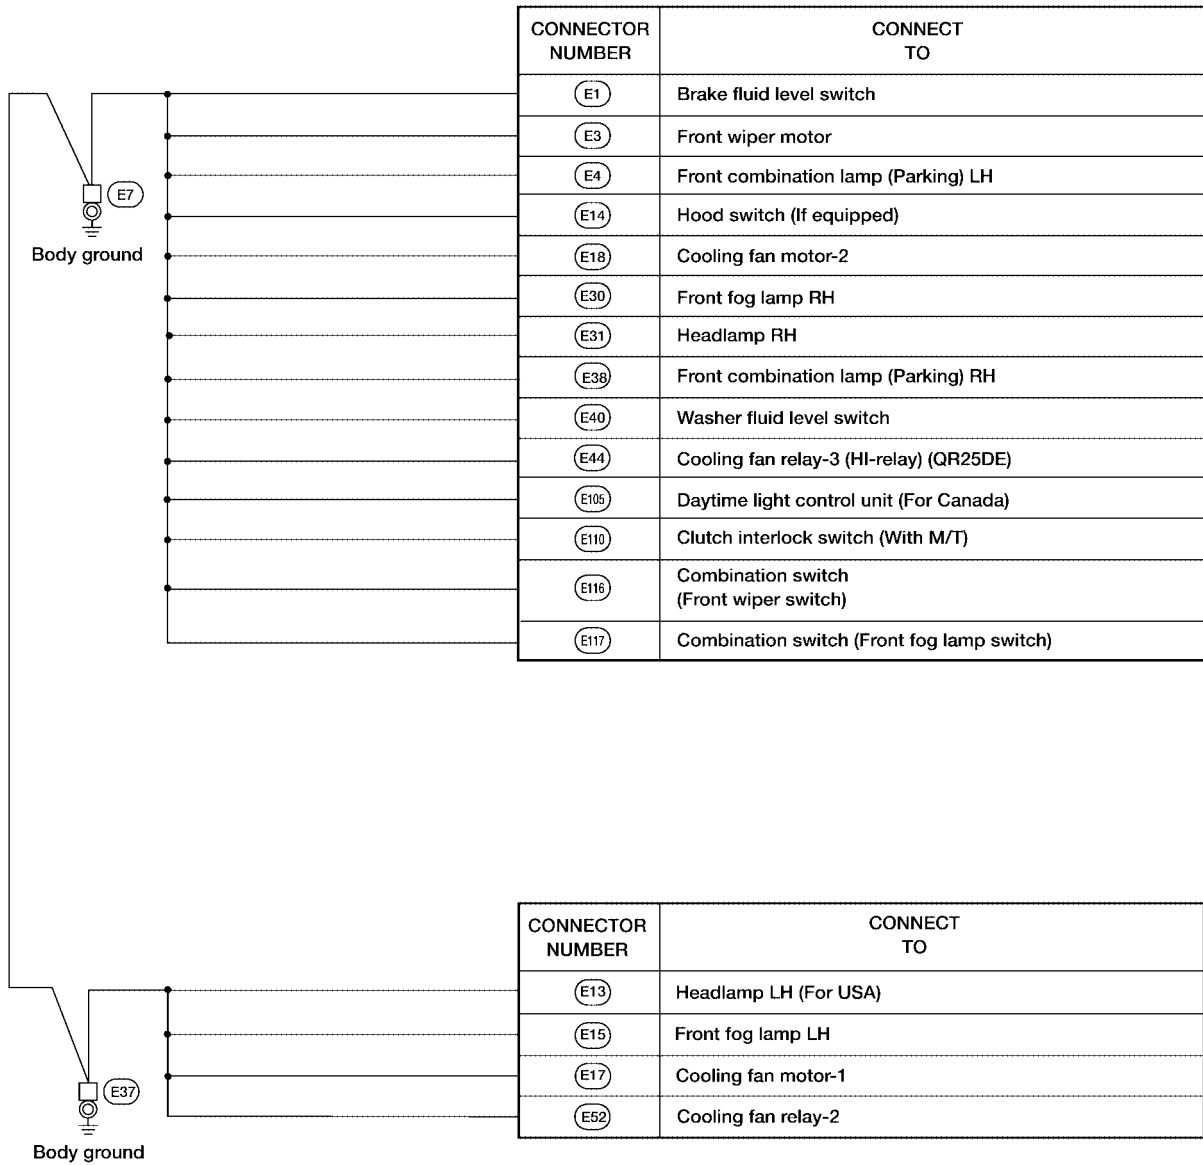 CONNECTOR NUMBER CONNECT TO
E1 Brake fluid level switch
E3 Front wiper motor
E4 Front combination lamp (Parking) LH
E7
E14 Hood switch (If equipped)
Body ground
E18 Cooling fan motor-2
E30 Front fog lamp RH
E31 Headlamp RH
E38 Front combination lamp (Parking) RH
E40 Washer fluid level switch
E44 Cooling fan relay-3 (HI-relay) (QR25DE)
E105 Daytime light control unit (For Canada)
E110 Clutch interlock switch (With M/T)
E116 Combination switch
(Front wiper switch)
E117 Combination switch (Front fog lamp switch)
CONNECTOR NUMBER CONNECT TO
E13 Headlamp LH (For USA)
E15 Front fog lamp LH
E17 Cooling fan motor-1
E37
E52 Cooling fan relay-2
Body ground